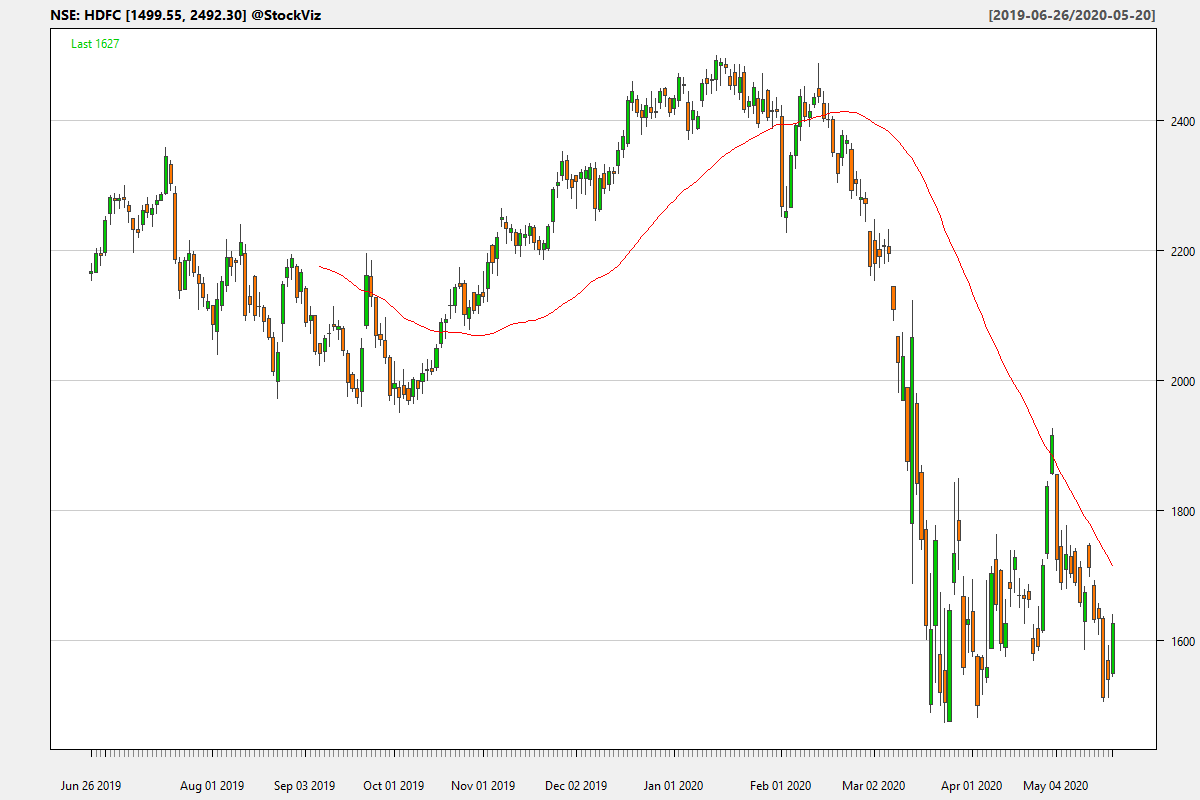 NSE: HDFC [1499.55, 2492.30] @StockViz [2019-06-26/2020-05-20]
Last 1627
2400
2200
2000
1800
1600
Jun 26 2019 Aug 01 2019 Sep 03 2019 Oct 01 2019 Nov 01 2019 Dec 02 2019 Jan 01 2020 Feb 01 2020 Mar 02 2020 Apr 01 2020 May 04 2020